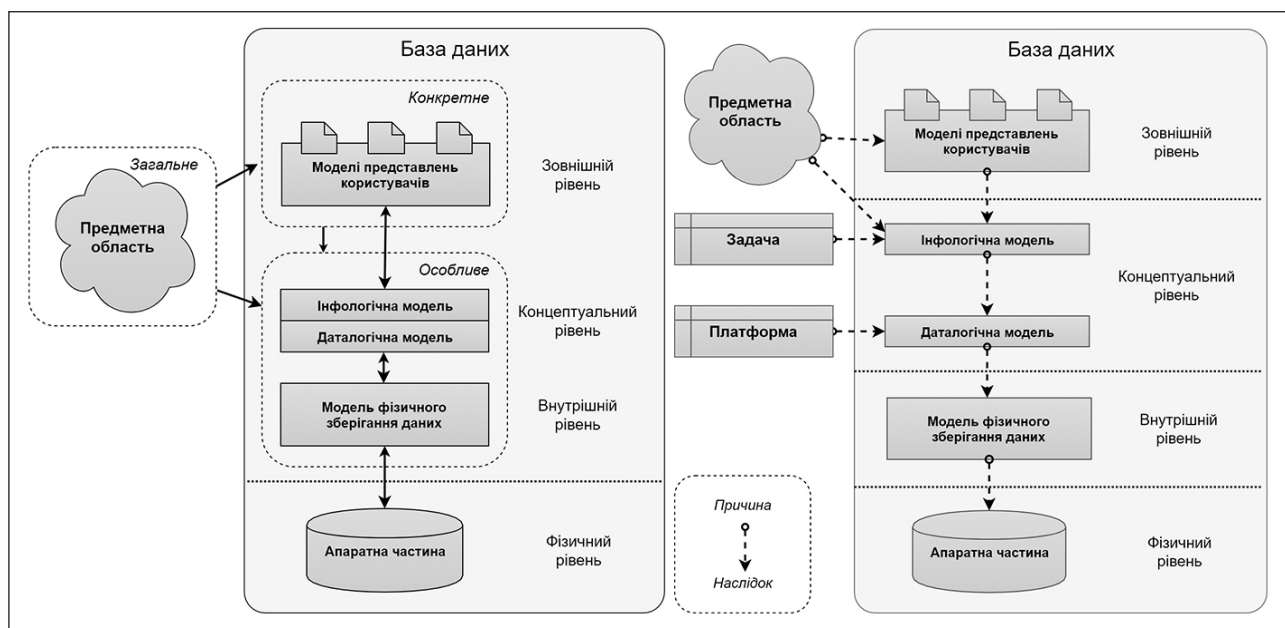 База даних
Конкретне
Моделі представлень
користувачів
Зовнішній
рівень
Загальне
Предметна
область
Особливе
Інфологічна модель
Даталогічна модель
Концептуальний
рівень
Модель фізичного
зберігання даних
Внутрішній
рівень
Апаратна частина
Фізичний
рівень
База даних
Предметна
область
Моделі представлень
користувачів
Зовнішній
рівень
Задача
Інфологічна модель
Концептуальний
рівень
Платформа
Даталогічна модель
Модель фізичного
зберігання даних
Внутрішній
рівень
Причина
Наслідок
Апаратна частина
Фізичний
рівень